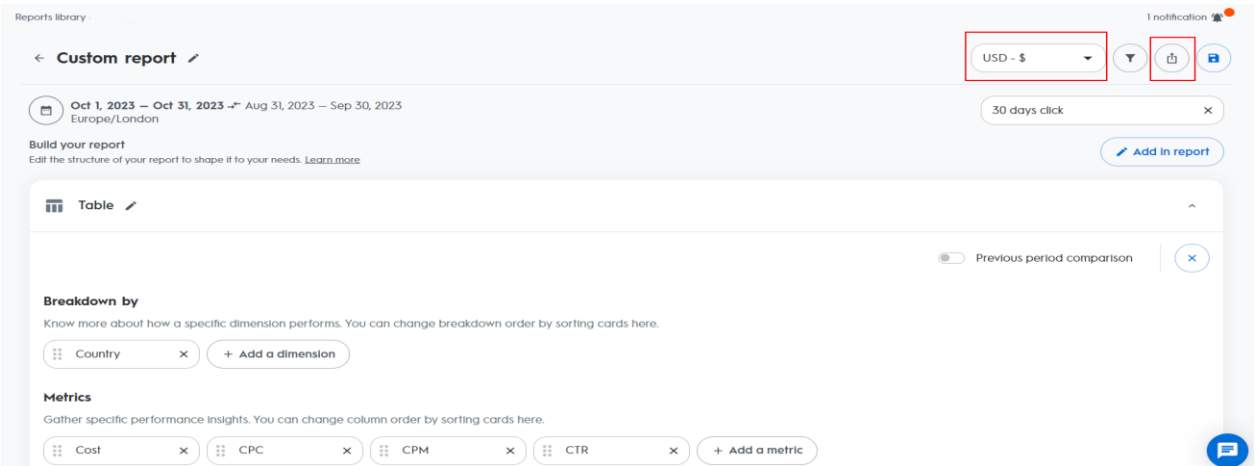 Reports library
1 notification
Custom report
USD - $
Oct 1, 2023 — Oct 31, 2023 Aug 31, 2023 — Sep 30, 2023
Europe/London
30 days click
Build your report
Edit the structure of your report to shape it to your needs. Learn more
Add in report
Table
Previous period comparison
Breakdown by
Know more about how a specific dimension performs. You can change breakdown order by sorting cards here.
Country
+ Add a dimension
Metrics
Gather specific performance insights. You can change column order by sorting cards here.
Cost CPC CPM CTR + Add a metric